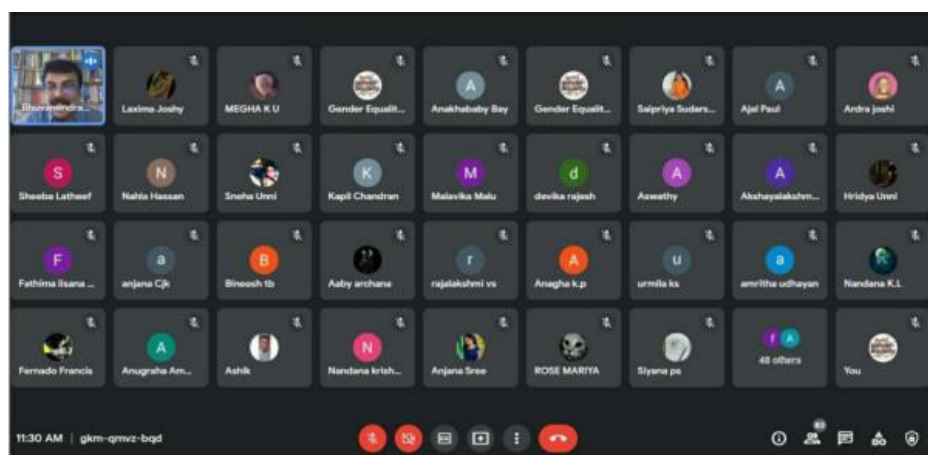 Laxima Joshy
MEGHA K U
Gender Equalit...
A
Anakhababy Bay
Gender Equalit...
Saipriya Sudars...
A
Ajai Paul
Ardra joshi
S
Sheeba Latheef
N
Nahla Hassan
Sneha Unni
K
Kapil Chandran
M
Malavika Malu
d
devika rajesh
A
Aswathy
A
Akshayalakshm...
Hridya Unni
F
Fathima lisana ...
a
anjana Cjk
B
Bineesh tb
Aaby archana
r
rajalakshmi vs
A
Anagha k.p
u
urmila ks
a
amritha udhayan
Nandana K.L
Fernado Francis
A
Anugraha Am...
Ashik
N
Nandana krish...
Anjana Sree
ROSE MARIYA
Siyana ps
f A
48 others
You
11:30 AM | gkm-qmvz-bqd